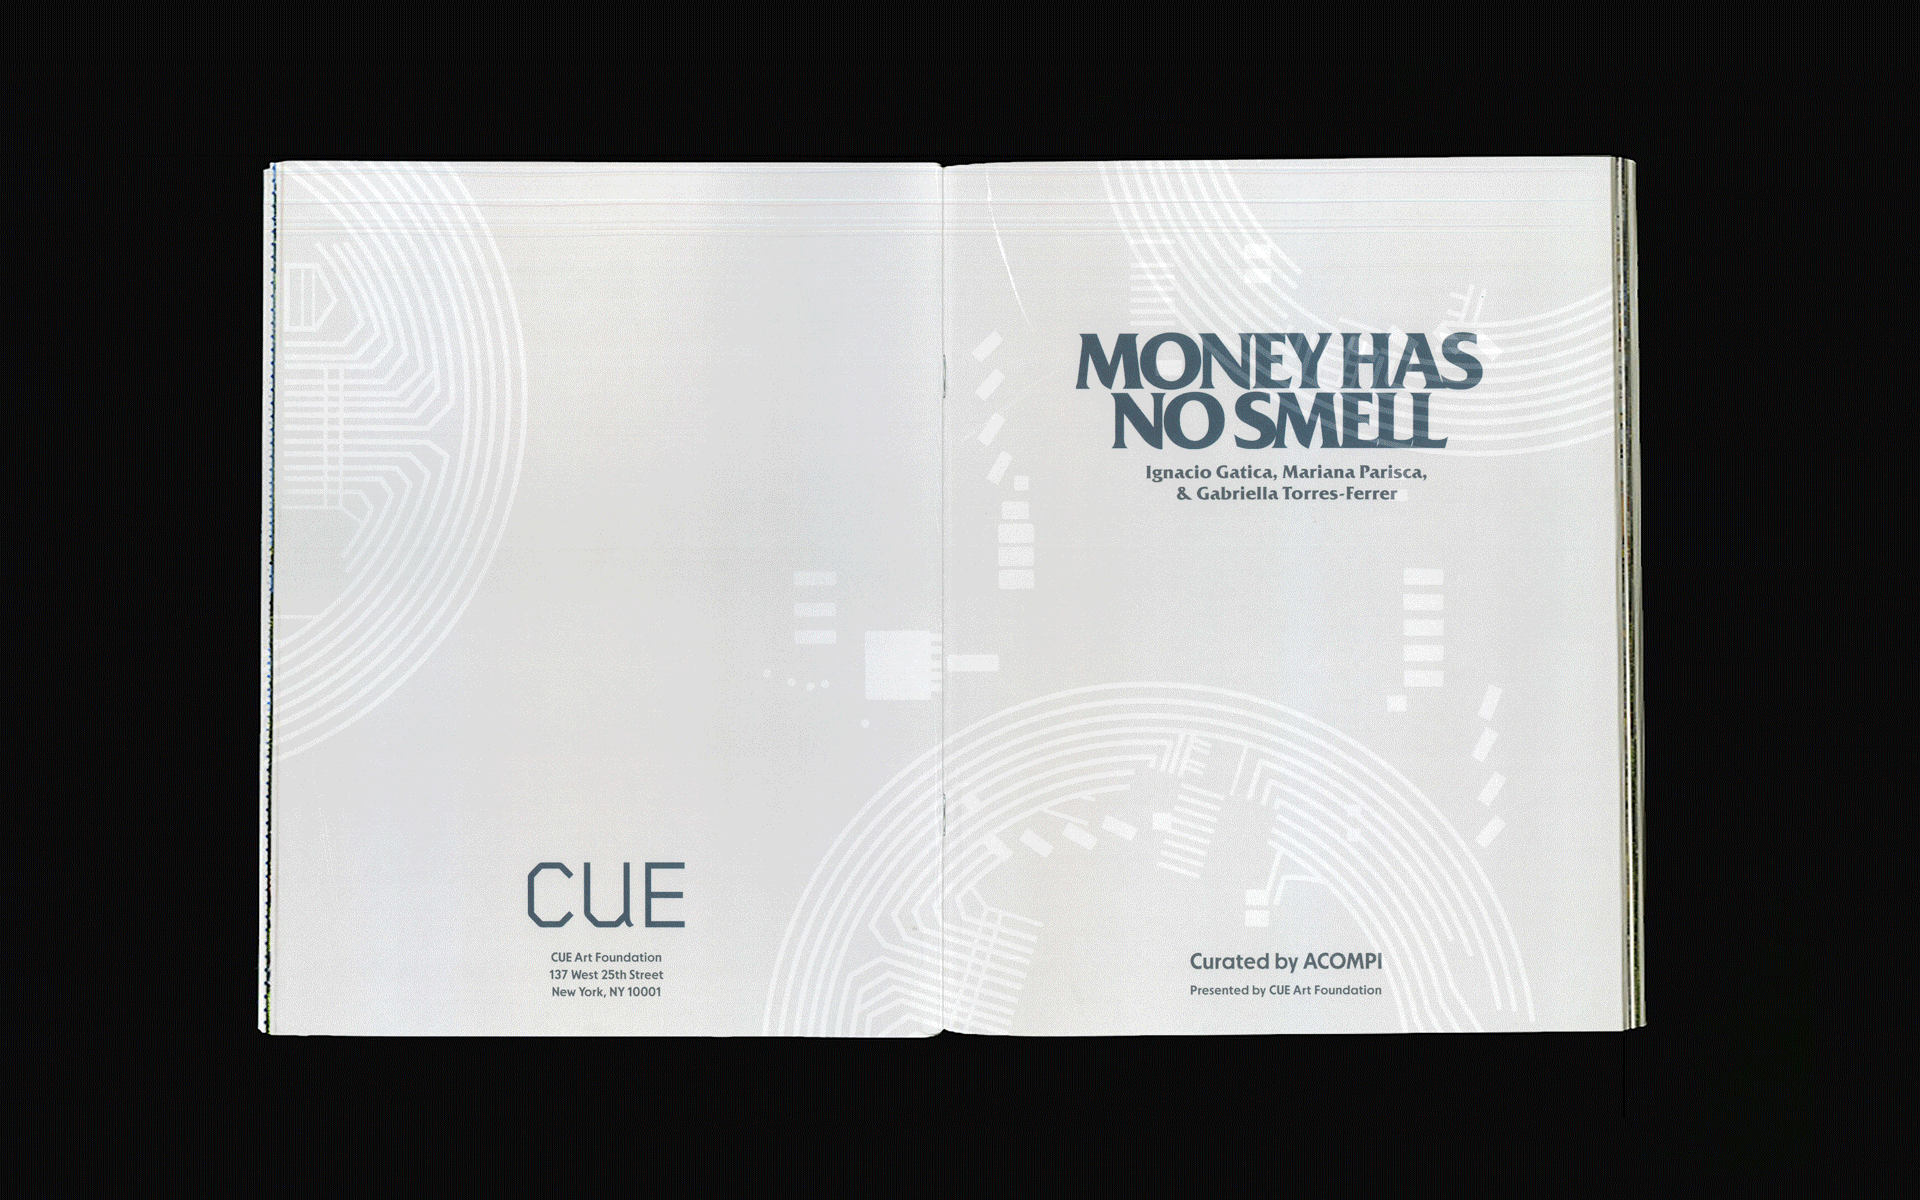 CUE
CUE Art Foundation
137 West 25th Street
New York, NY 10001
MONEY HAS
NO SMELL
Ignacio Gatica, Mariana Parisca,
& Gabriella Torres-Ferrer
Curated by ACOMPI
Presented by CUE Art Foundation